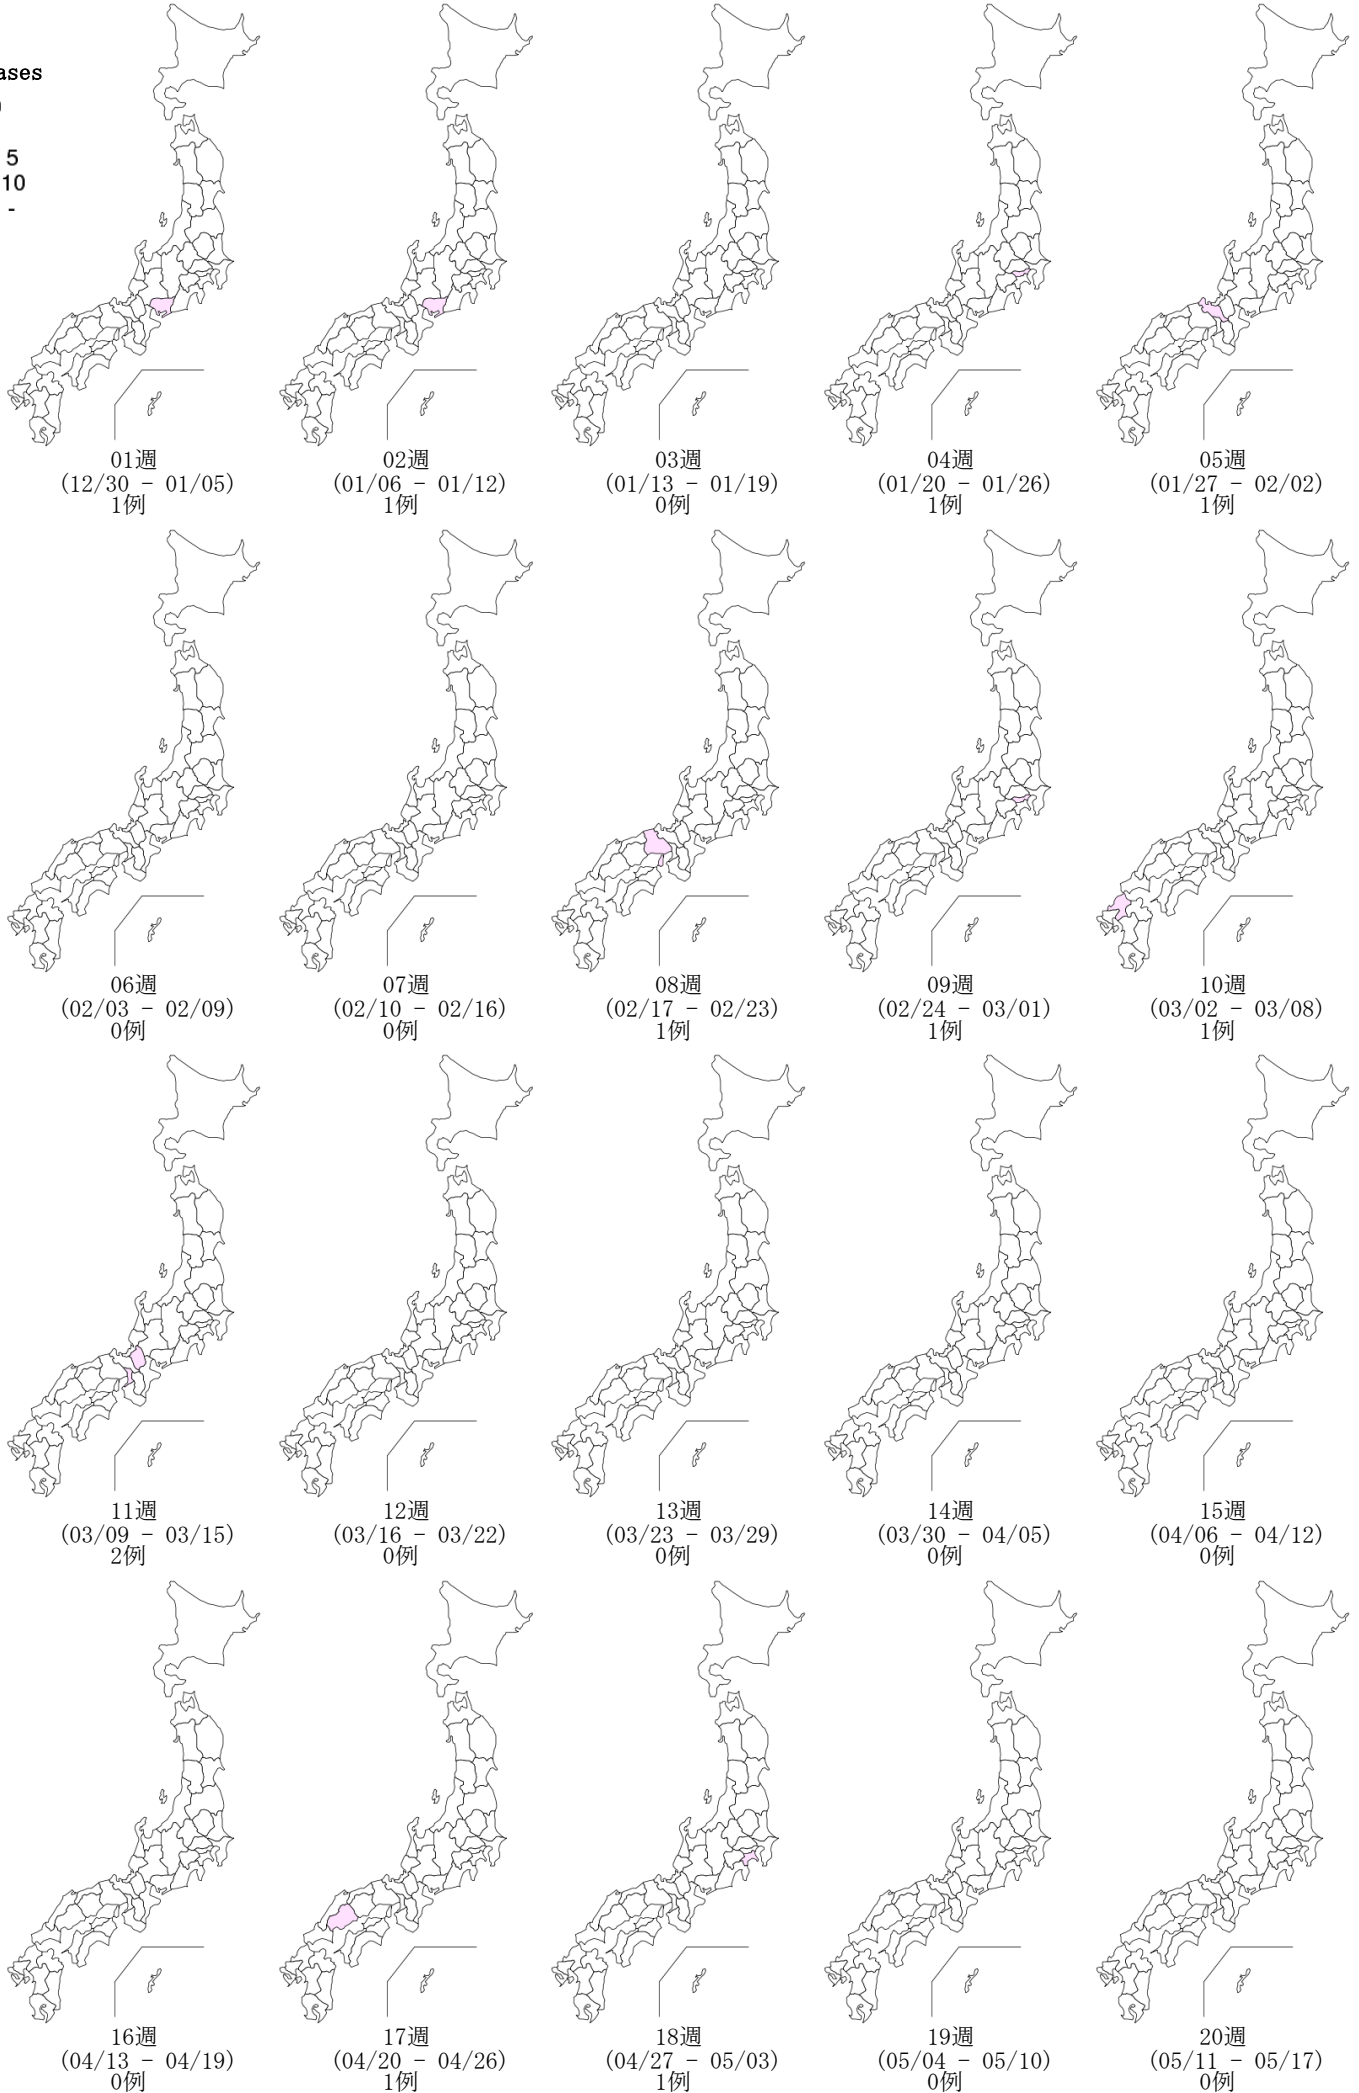 5
10
-
01週
(12/30 - 01/05)
1例
02週
(01/06 - 01/12)
1例
03週
(01/13 - 01/19)
0例
04週
(01/20 - 01/26)
1例
05週
(01/27 - 02/02)
1例
06週
(02/03 - 02/09)
0例
07週
(02/10 - 02/16)
0例
08週
(02/17 - 02/23)
1例
09週
(02/24 - 03/01)
1例
10週
(03/02 - 03/08)
1例
11週
(03/09 - 03/15)
2例
12週
(03/16 - 03/22)
0例
13週
(03/23 - 03/29)
0例
14週
(03/30 - 04/05)
0例
15週
(04/06 - 04/12)
0例
16週
(04/13 - 04/19)
0例
17週
(04/20 - 04/26)
1例
18週
(04/27 - 05/03)
1例
19週
(05/04 - 05/10)
0例
20週
(05/11 - 05/17)
0例